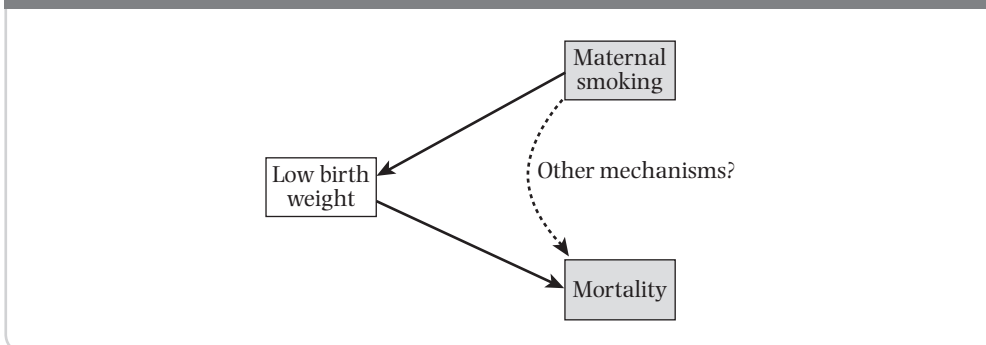 Maternal
smoking
Low birth
weight
Other mechanisms?
Mortality